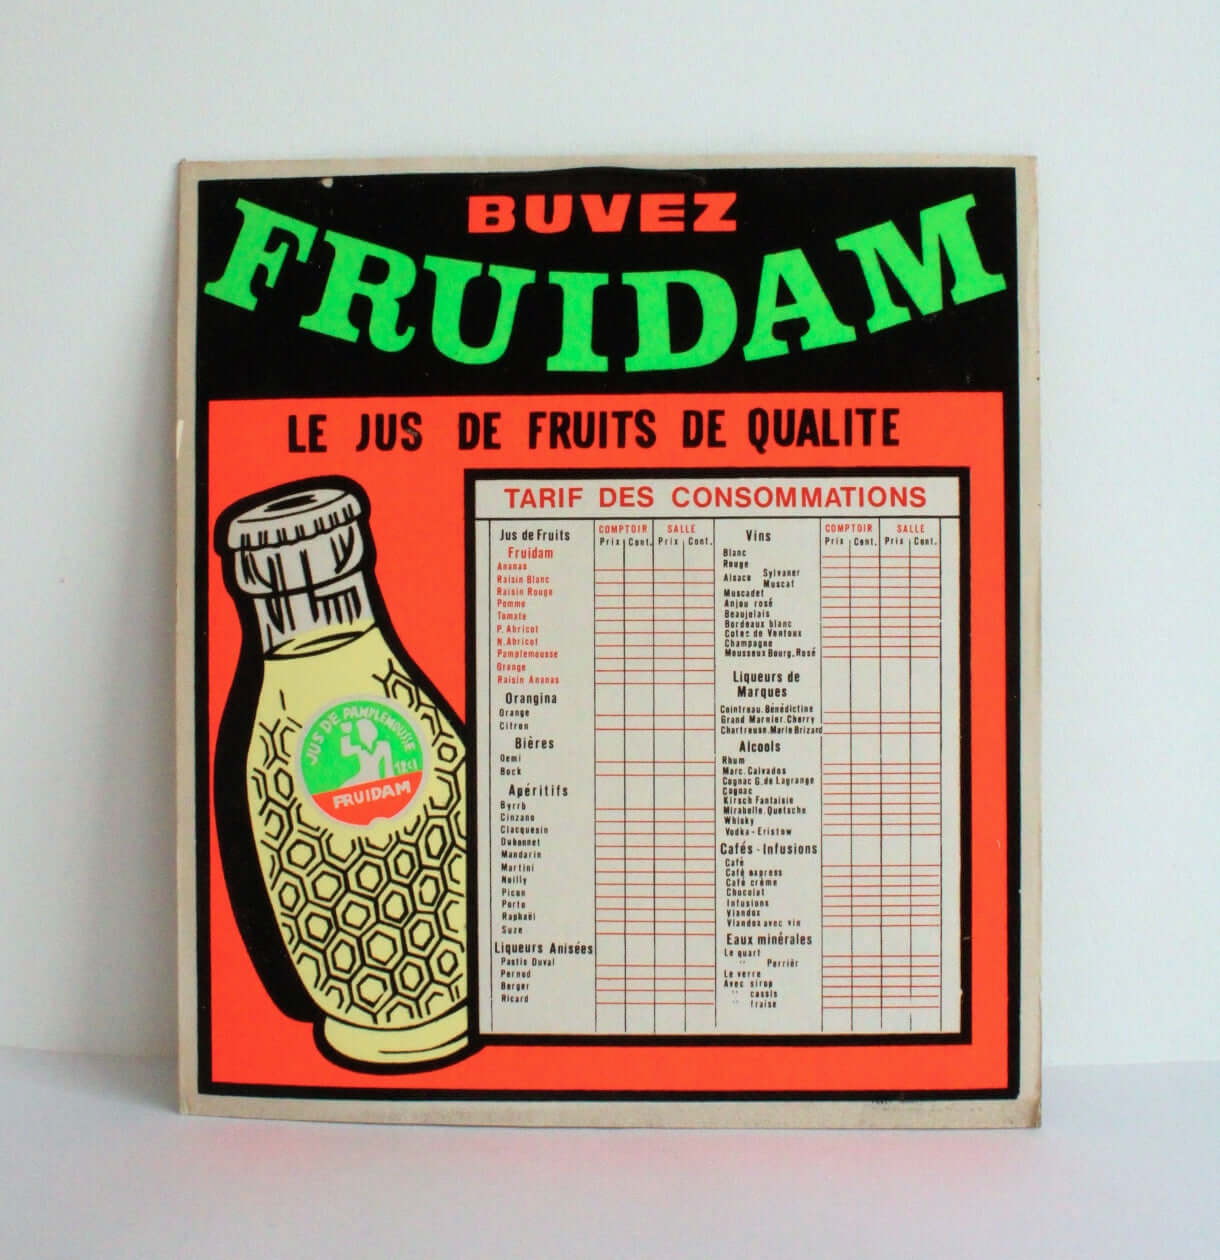 BUVEZ
FRUIDAM
LE JUS DE FRUITS DE QUALITE
JUS DE PAMPLEMOUSSE
12cl
FRUIDAM
TARIF DES CONSOMMATIONS
Jus de Fruits
COMPTOIR SALLE
Prix Cent. Prix Cent.
Fruidam
Ananas
Raisin Blanc
Raisin Rouge
Pomme
Tomate
P. Abricot
N. Abricot
Pamplemousse
Orange
Raisin Ananas
Orangina
Orange
Citron
Bières
Demi
Bock
Apéritifs
Byrrh
Cinzano
Clacquesin
Dubonnet
Mandarin
Martini
Noilly
Picon
Porto
Raphaël
Suze
Liqueurs Anisées
Pastis Duval
Pernod
Berger
Ricard
Vins
COMPTOIR SALLE
Prix Cent. Prix Cent.
Blanc
Rouge
Alsace Sylvaner
Muscat
Muscadet
Anjou rosé
Beaujolais
Bordeaux blanc
Cotes de Ventoux
Champagne
Mousseux Bourg. Rosé
Liqueurs de
Marques
Cointreau. Bénédictine
Grand Marnier. Cherry
Chartreuse. Marie Brizard
Alcools
Rhum
Marc. Calvados
Cognac G. de Lagrange
Cognac
Kirsch Fantaisie
Mirabelle. Quetsche
Whisky
Vodka - Eristow
Cafés - Infusions
Café
Café express
Café crème
Chocolat
Infusions
Viandox
Viandox avec vin
Eaux minérales
Le quart
" Perrier
Le verre
Avec sirop
" cassis
" fraise